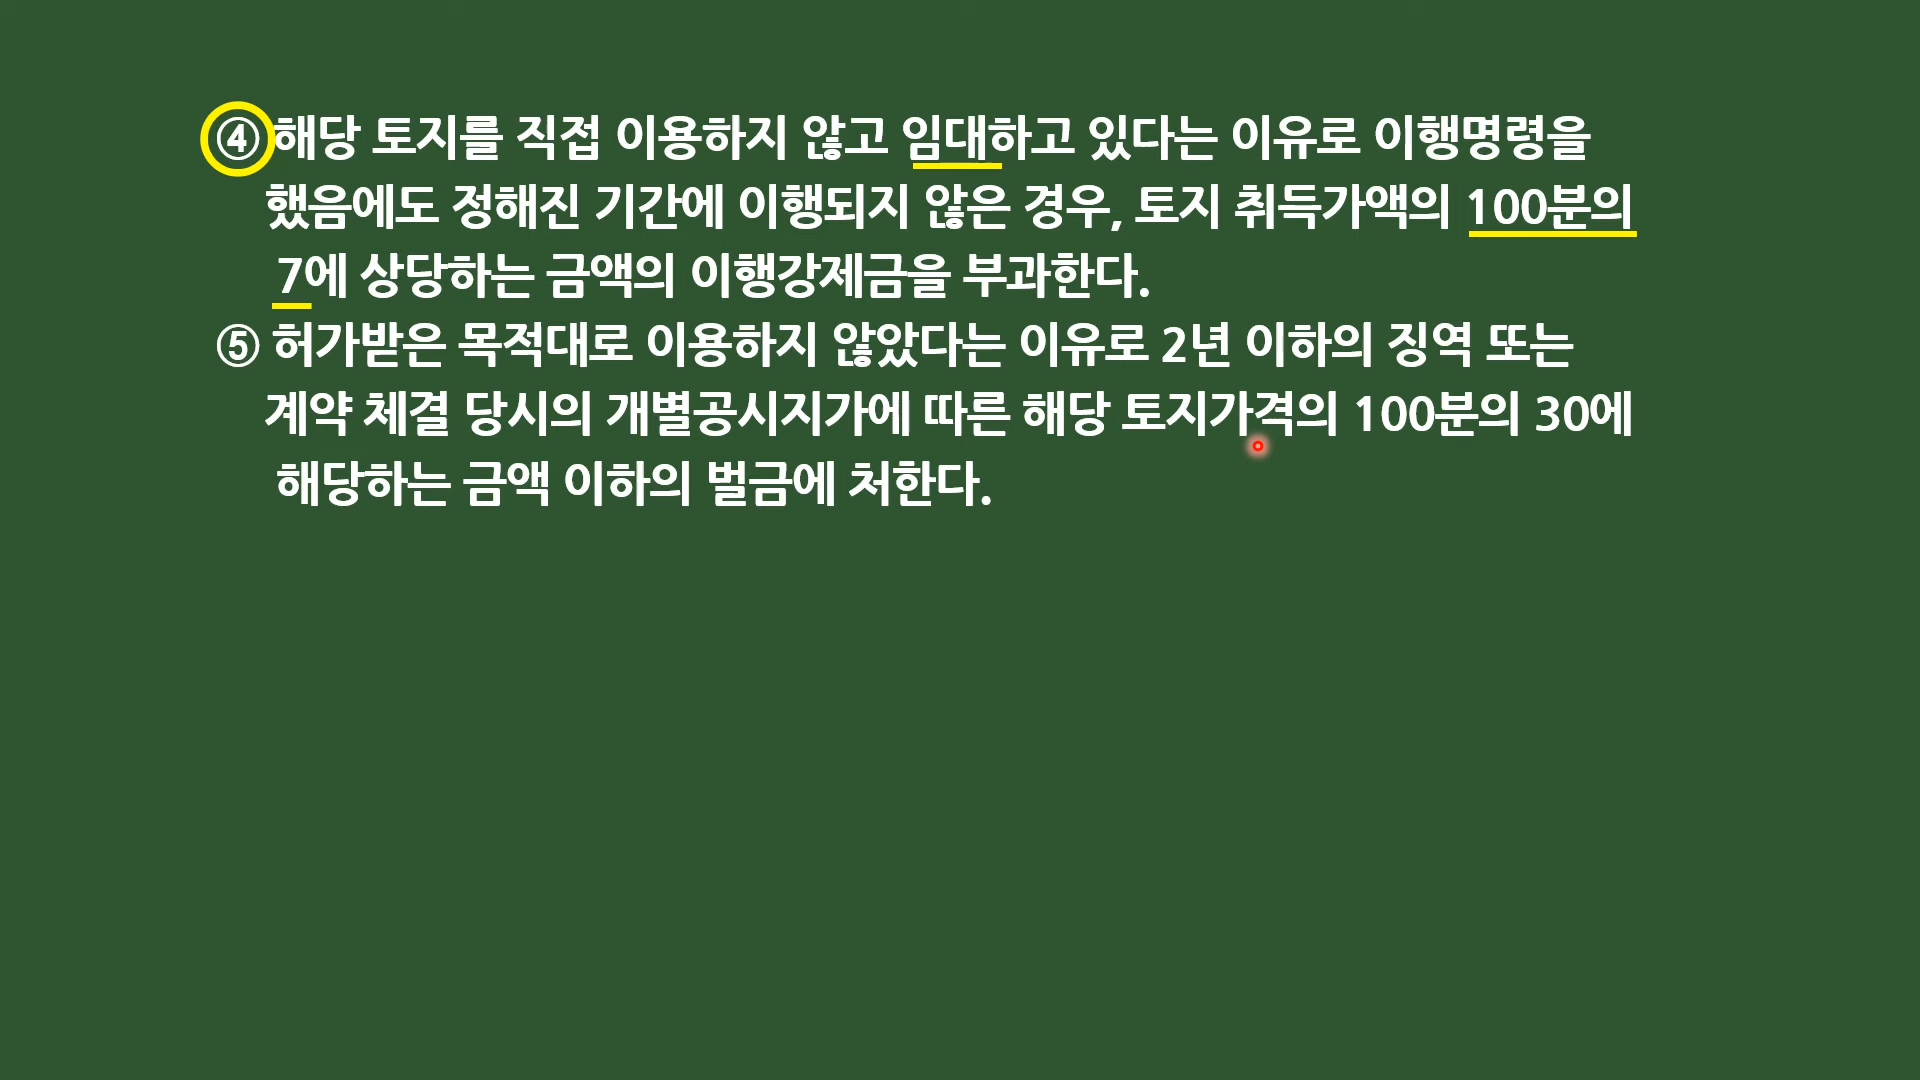 ④ 해당 토지를 직접 이용하지 않고 임대하고 있다는 이유로 이행명령을
했음에도 정해진 기간에 이행되지 않은 경우, 토지 취득가액의 100분의
7에 상당하는 금액의 이행강제금을 부과한다.
⑤ 허가받은 목적대로 이용하지 않았다는 이유로 2년 이하의 징역 또는
계약 체결 당시의 개별공시지가에 따른 해당 토지가격의 100분의 30에
해당하는 금액 이하의 벌금에 처한다.